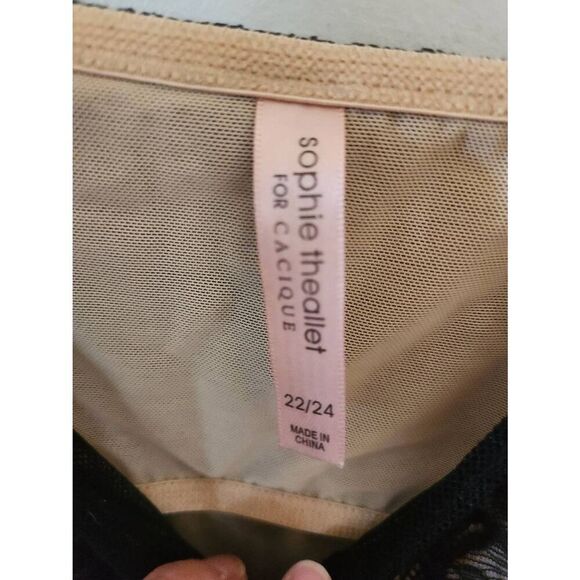 sophie theallet
FOR CACIQUE
22/24
MADE IN
CHINA